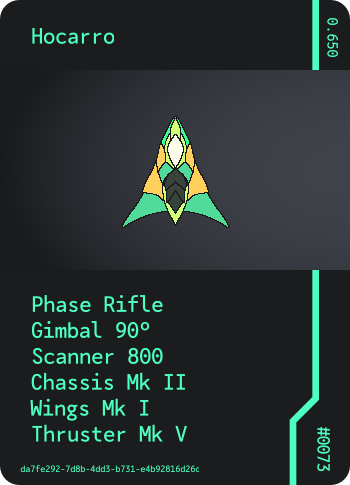 Hocarro
0.650
Phase Rifle
Gimbal 90°
Scanner 800
Chassis Mk II
Wings Mk I
Thruster Mk V
#0073
da7fe292-7d8b-4dd3-b731-e4b92816d26c